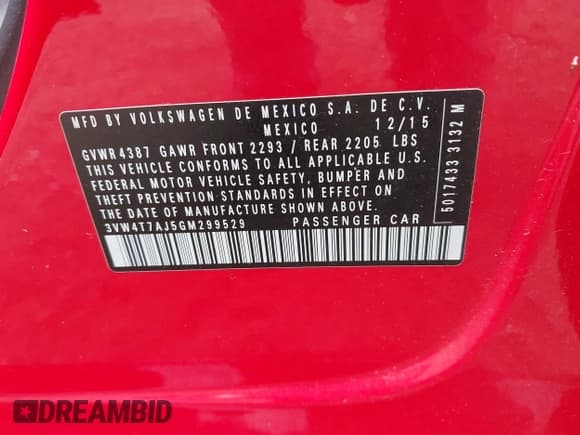 MFD BY VOLKSWAGEN DE MEXICO S.A. DE C.V.
MEXICO 12/15
GVWR 4387 GAWR FRONT 2293 / REAR 2205 LBS
THIS VEHICLE CONFORMS TO ALL APPLICABLE U.S.
FEDERAL MOTOR VEHICLE SAFETY, BUMPER AND
THEFT PREVENTION STANDARDS IN EFFECT ON
THE DATE OF MANUFACTURE SHOWN ABOVE.
3VW4T7AJ5GM299529 PASSENGER CAR
5017433 3132 M
DREAMBID